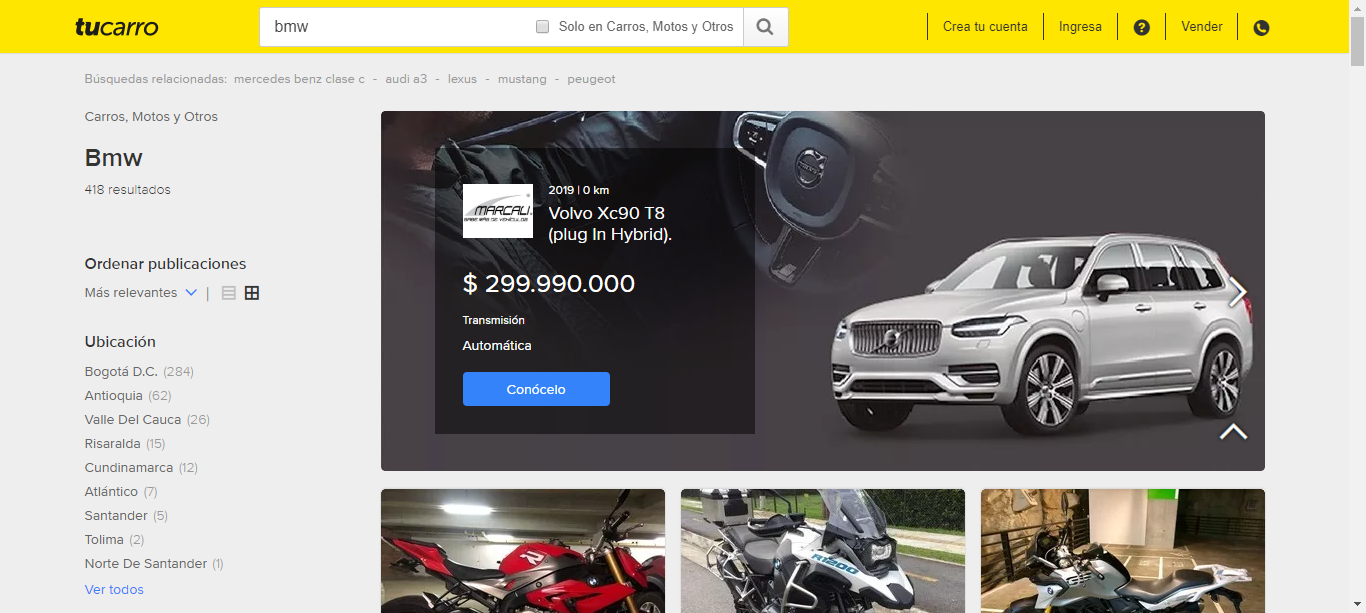 tucarro
bmw
Solo en Carros, Motos y Otros
Crea tu cuenta
Ingresa
?
Vender
Búsquedas relacionadas: mercedes benz clase c - audi a3 - lexus - mustang - peugeot
Carros, Motos y Otros
Bmw
418 resultados
Ordenar publicaciones
Más relevantes |
Ubicación
Bogotá D.C. (284)
Antioquia (62)
Valle Del Cauca (26)
Risaralda (15)
Cundinamarca (12)
Atlántico (7)
Santander (5)
Tolima (2)
Norte De Santander (1)
Ver todos
MARCALI
2019 | 0 km
Volvo Xc90 T8
(plug In Hybrid).
$ 299.990.000
Transmisión
Automática
Conócelo
VOLVO
R
R1200